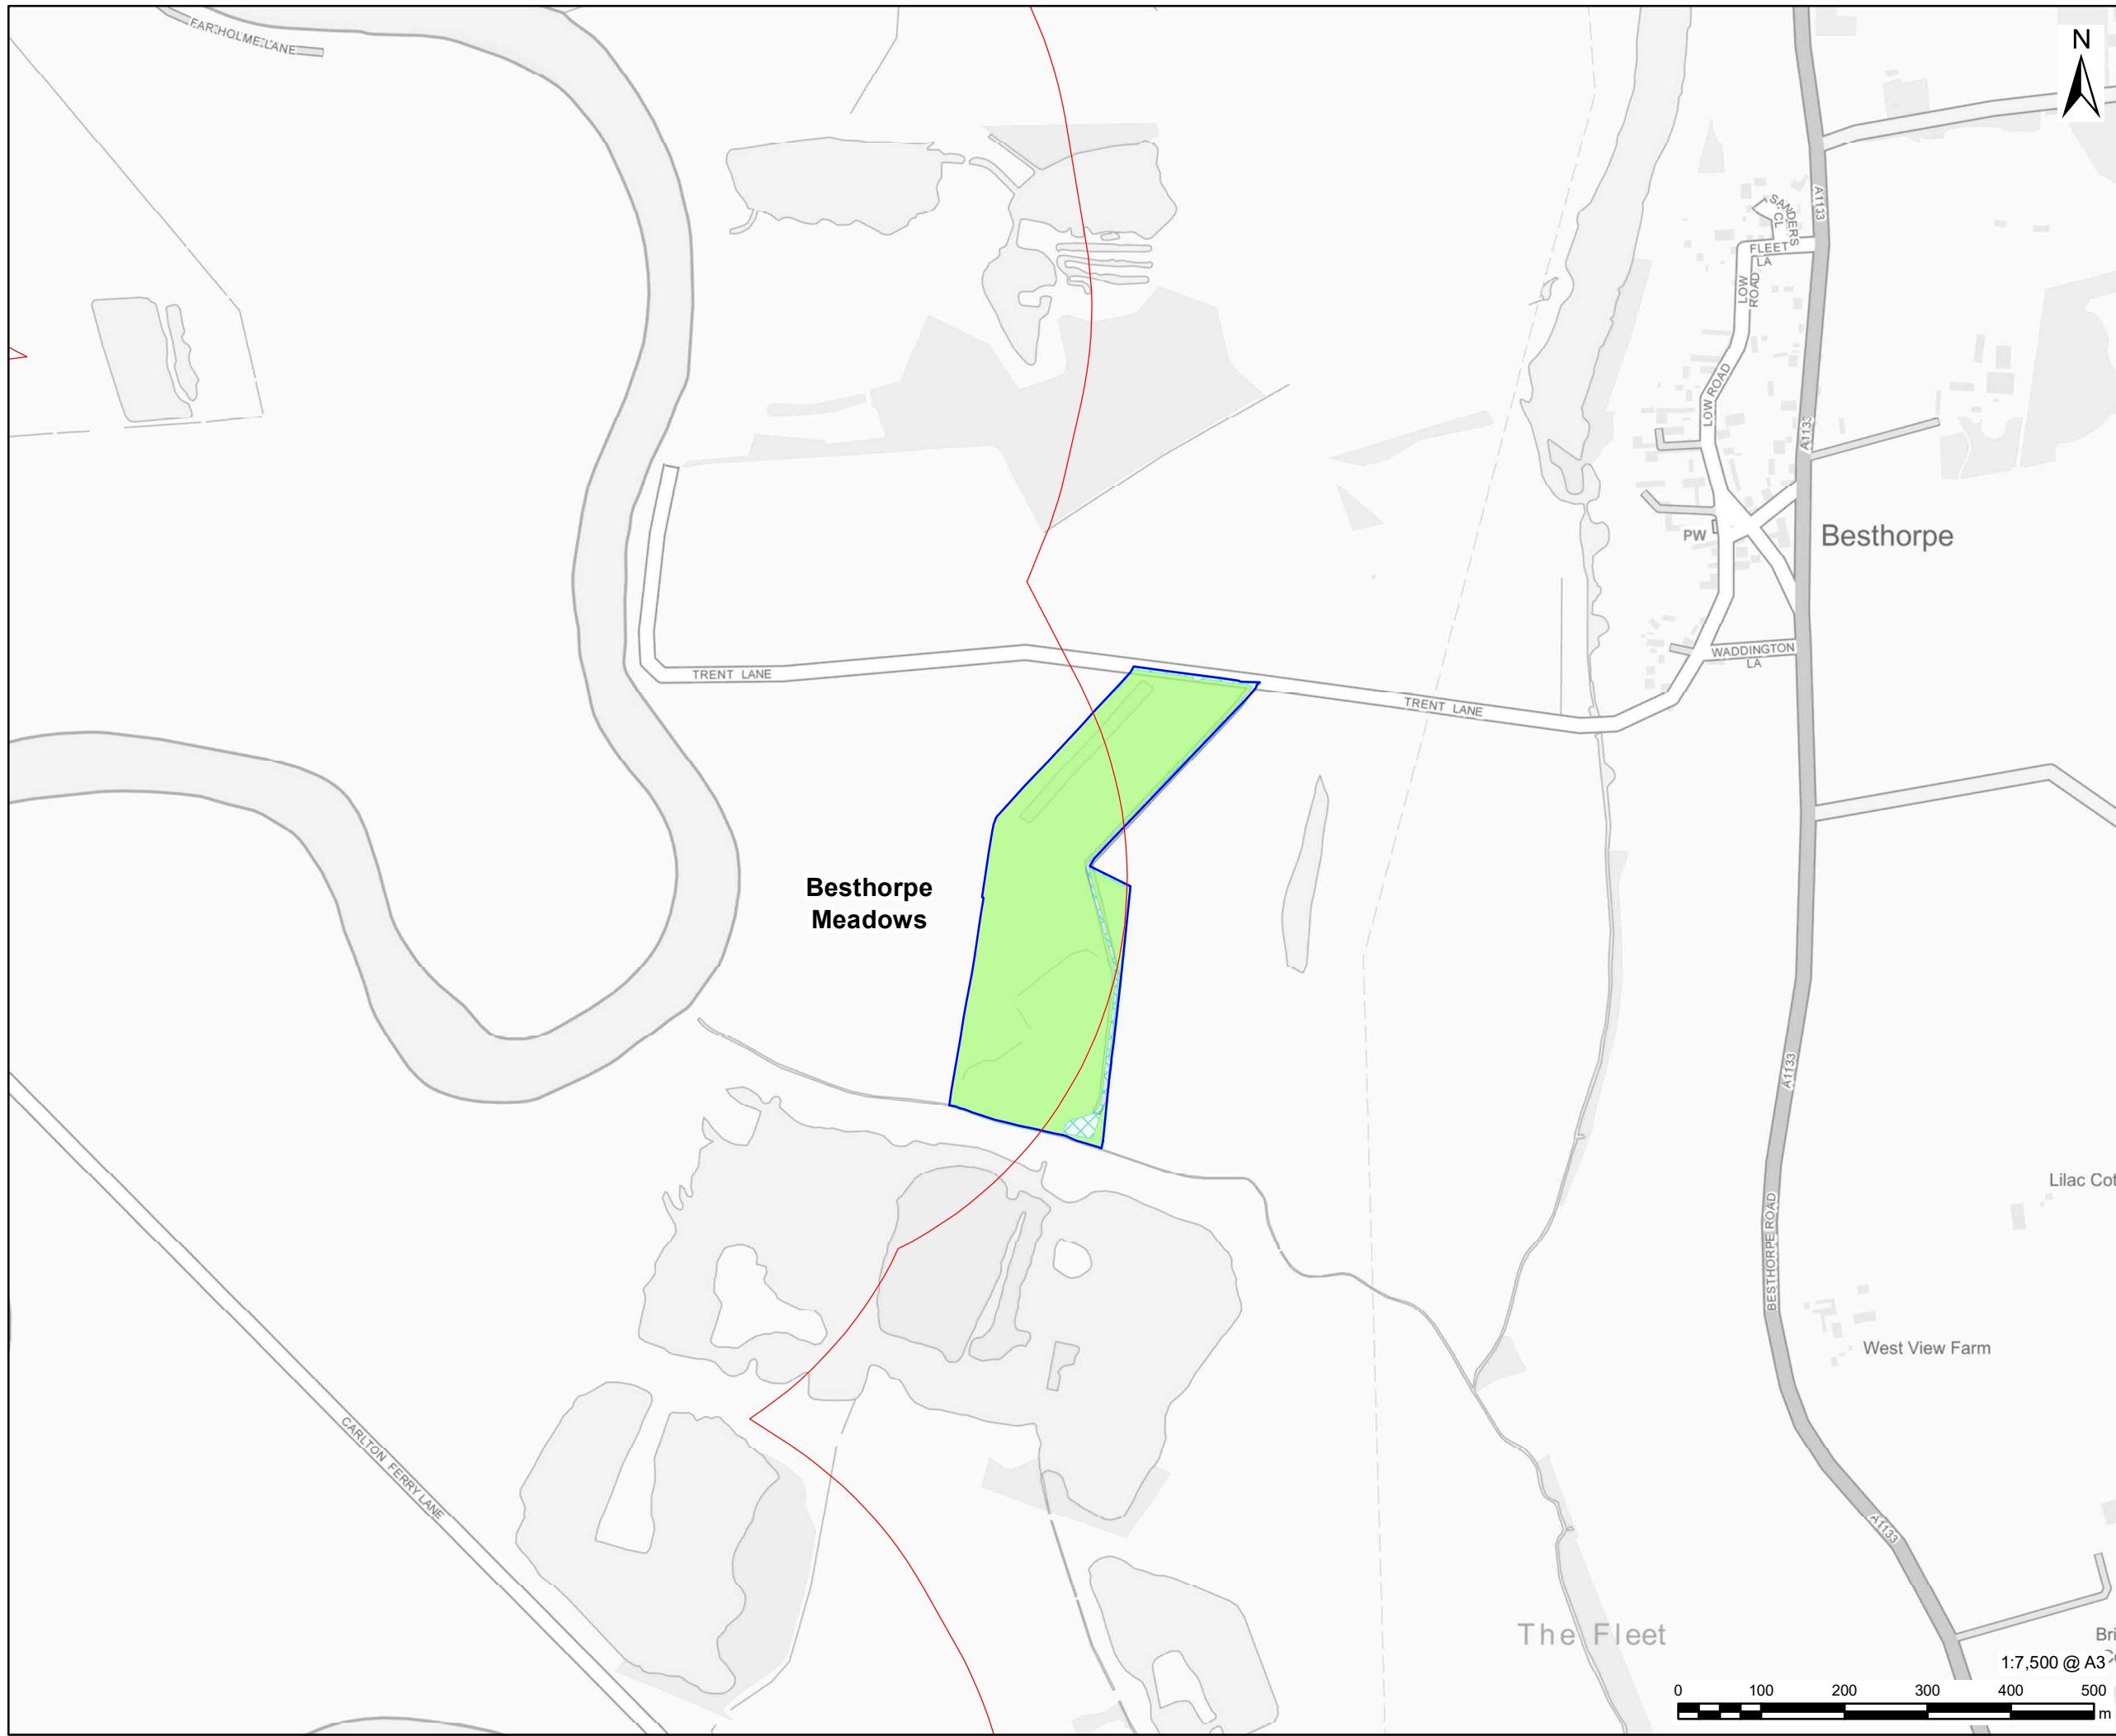 EARTHOLME LANE
N
A1133
SANDERS
CL
FLEET
LA
LOW
ROAD
LOW ROAD
A1133
PW
Besthorpe
WADDINGTON
LA
TRENT LANE
TRENT LANE
Besthorpe
Meadows
A1133
BESTHORPE ROAD
Lilac Cot
West View Farm
CARLTON FERRY LANE
A1133
The Fleet
Bri
1:7,500 @ A3
0 100 200 300 400 500
m